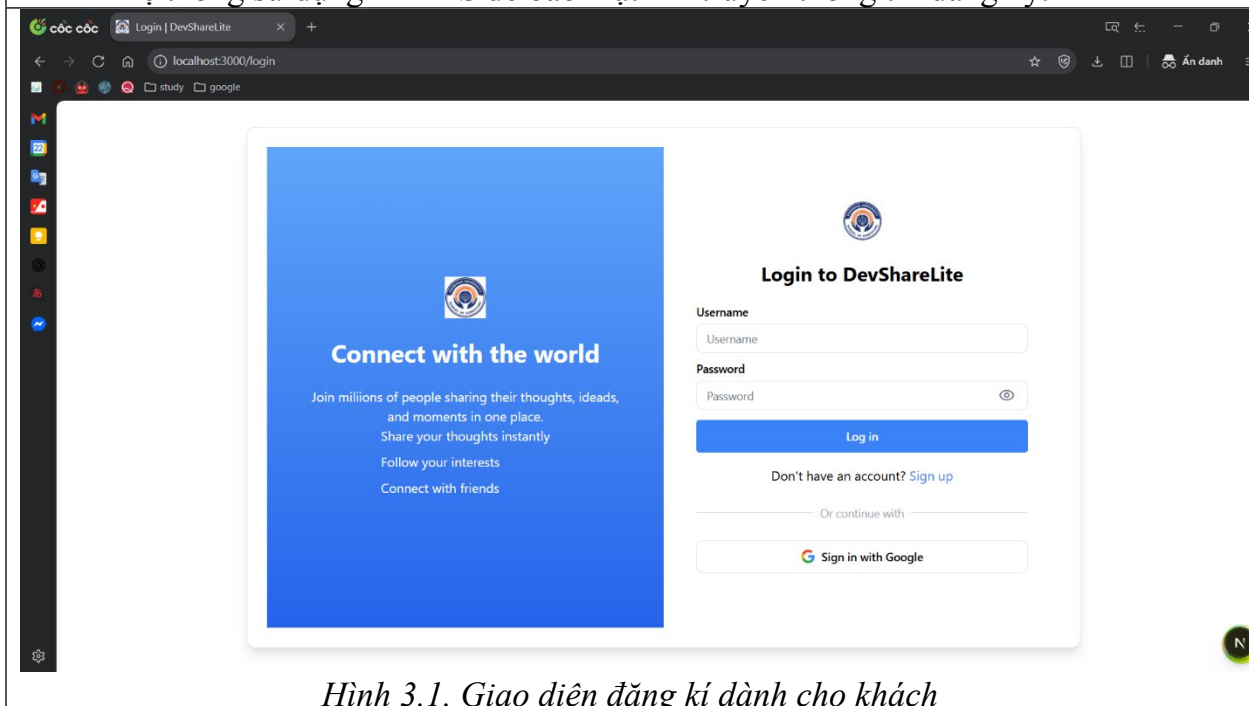 cốc cốc Login | DevShareLite
localhost:3000/login
Ẩn danh
study google
Connect with the world
Join miliions of people sharing their thoughts, ideads,
and moments in one place.
Share your thoughts instantly
Follow your interests
Connect with friends
Login to DevShareLite
Username
Username
Password
Password
Log in
Don't have an account? Sign up
Or continue with
Sign in with Google
N
Hình 3.1. Giao diện đăng kí dành cho khách